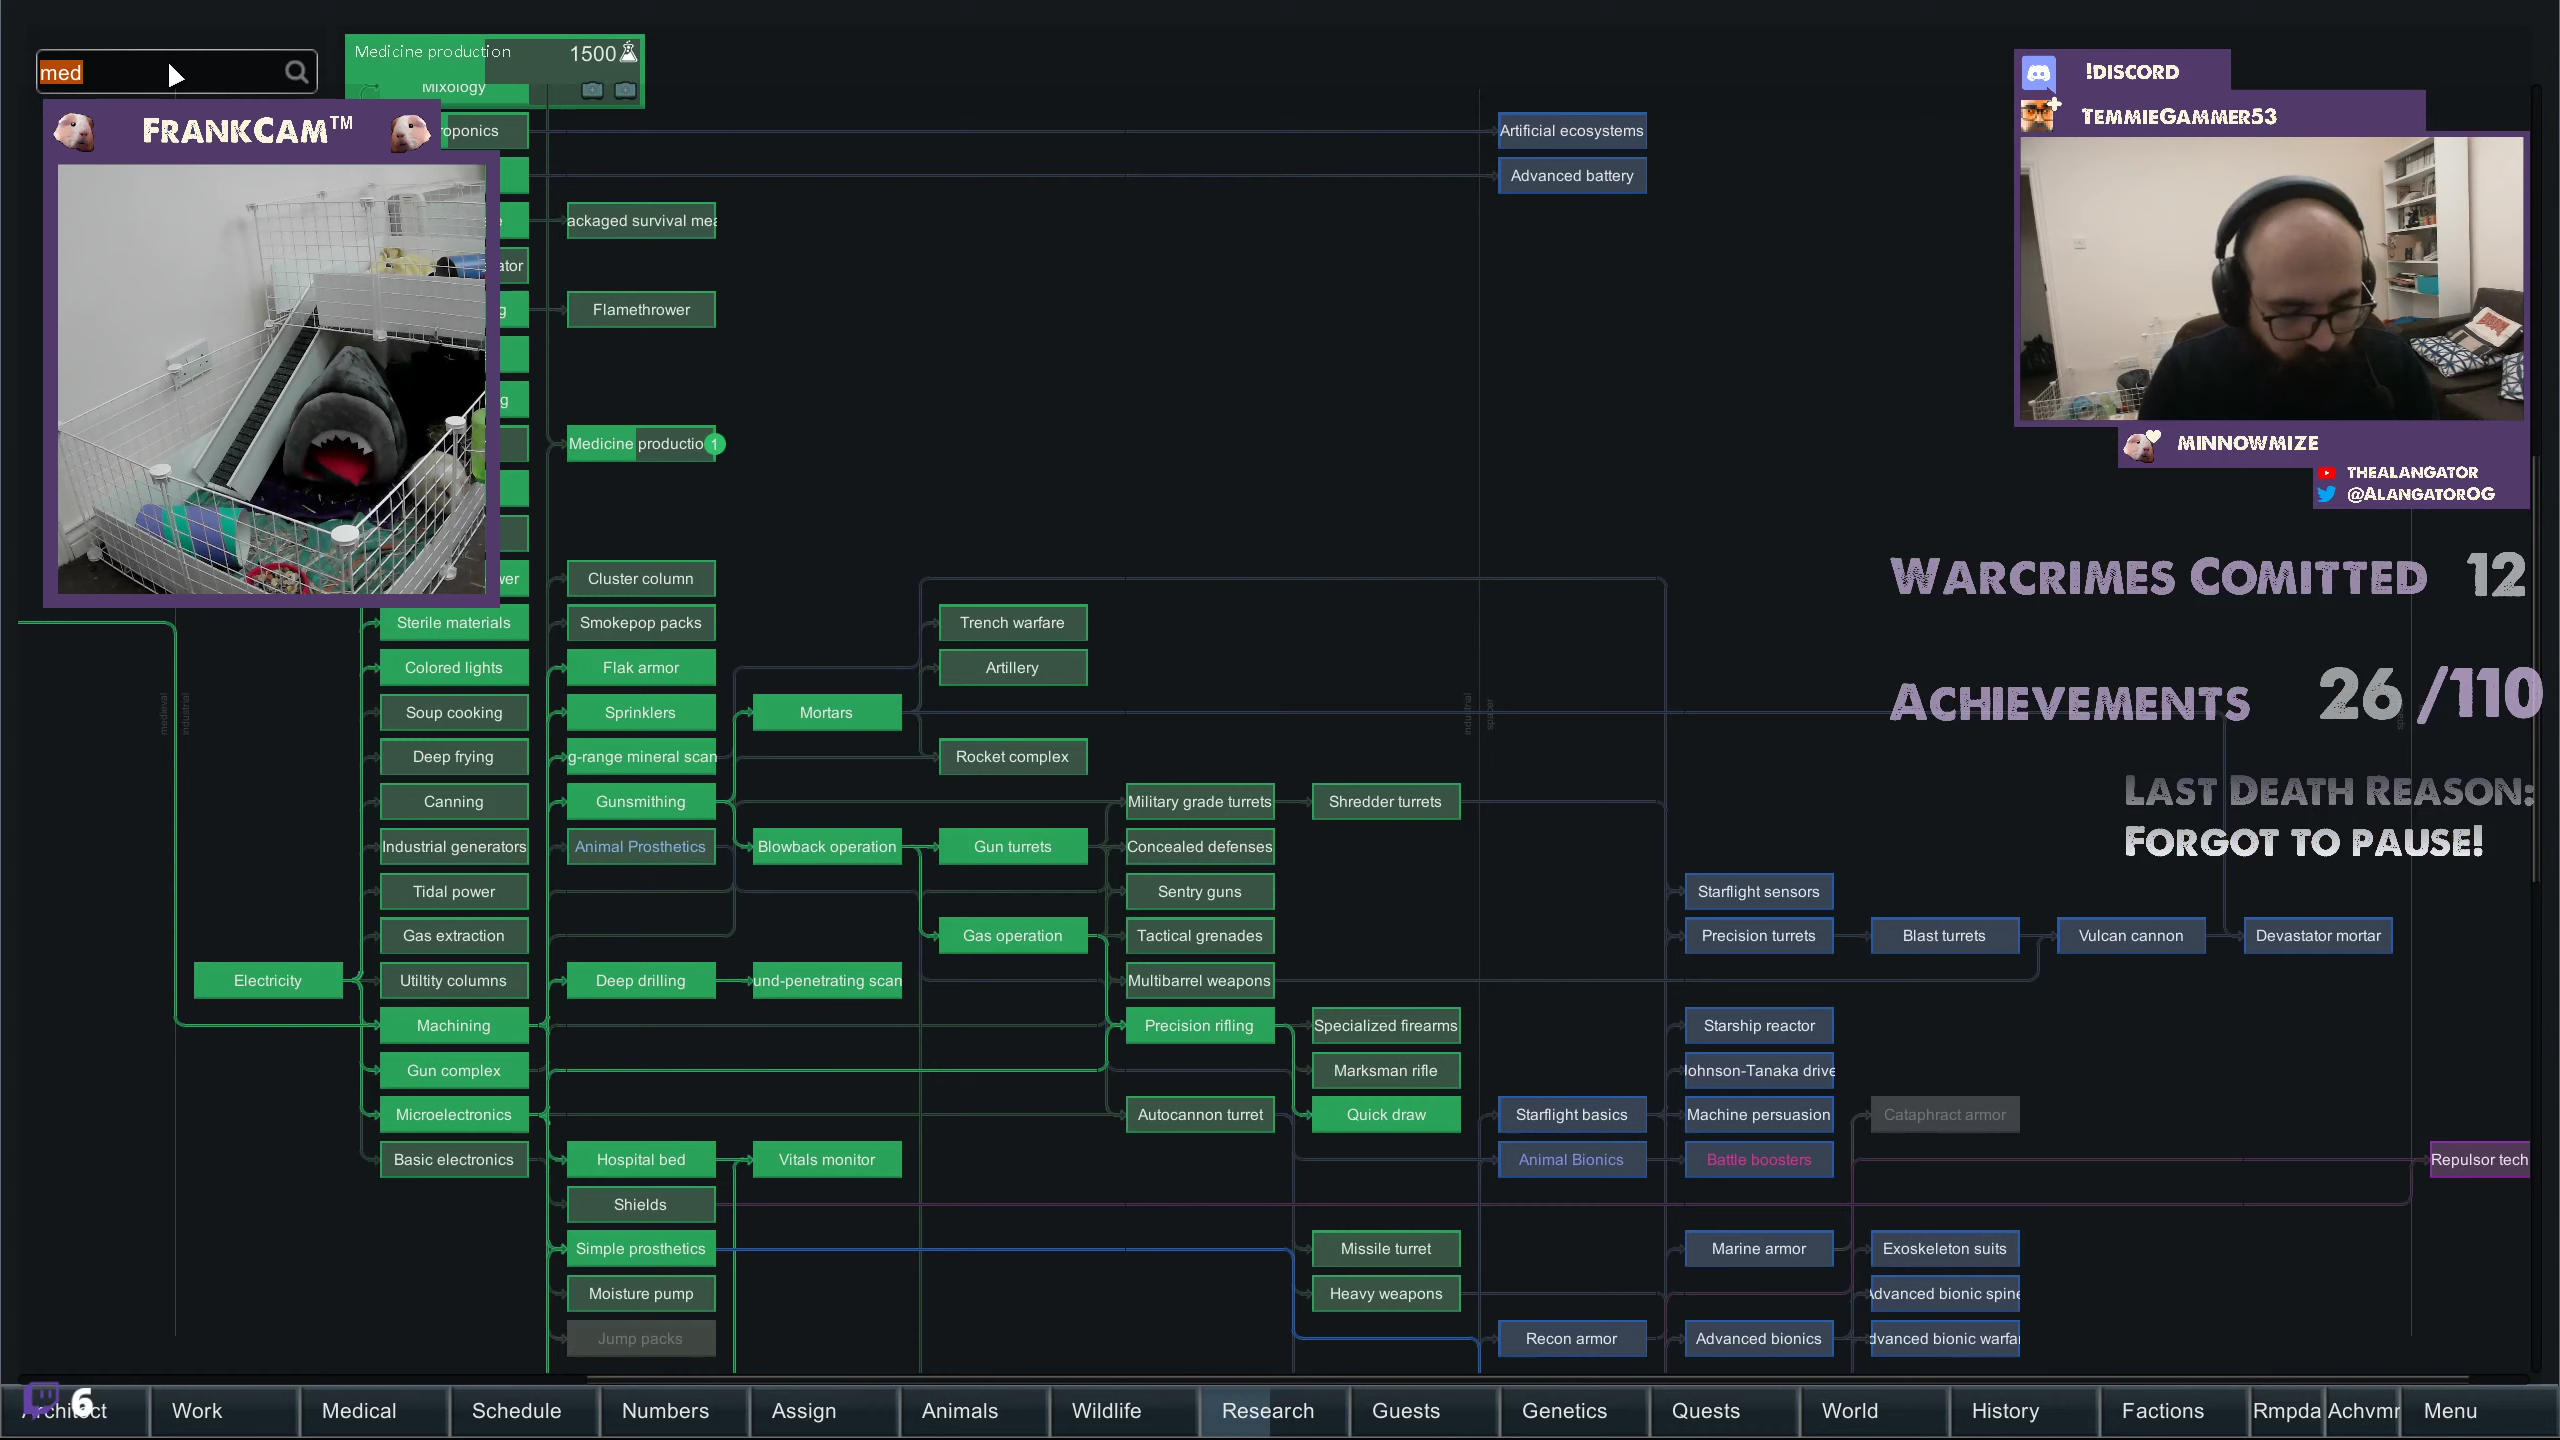 med
Medicine production
1500
Mixology
FrankCam™
!Discord
TemmieGammer53
minnowmize
TheAlangator
@AlangatorOG
Warcrimes Comitted 12
Achievements 26 /110
Last Death Reason:
Forgot to pause!
oponics
Artificial ecosystems
Advanced battery
ackaged survival mea
ator
Flamethrower
g
g
Medicine productio
1
wer
Cluster column
Sterile materials
Smokepop packs
Trench warfare
Colored lights
Flak armor
Artillery
medieval
industrial
industrial
spacer
Soup cooking
Sprinklers
Mortars
Deep frying
g-range mineral scan
Rocket complex
Canning
Gunsmithing
Military grade turrets
Shredder turrets
Industrial generators
Animal Prosthetics
Blowback operation
Gun turrets
Concealed defenses
Tidal power
Sentry guns
Starflight sensors
Gas extraction
Gas operation
Tactical grenades
Precision turrets
Blast turrets
Vulcan cannon
Devastator mortar
Electricity
Utiltity columns
Deep drilling
und-penetrating scan
Multibarrel weapons
Machining
Precision rifling
Specialized firearms
Starship reactor
Gun complex
Marksman rifle
Johnson-Tanaka drive
Microelectronics
Autocannon turret
Quick draw
Starflight basics
Machine persuasion
Cataphract armor
Basic electronics
Hospital bed
Vitals monitor
Animal Bionics
Battle boosters
Repulsor tech
Shields
Simple prosthetics
Missile turret
Marine armor
Exoskeleton suits
Moisture pump
Heavy weapons
Advanced bionic spine
Jump packs
Recon armor
Advanced bionics
dvanced bionic warfa
6
Architect
Work
Medical
Schedule
Numbers
Assign
Animals
Wildlife
Research
Guests
Genetics
Quests
World
History
Factions
Rmpda
Achvmr
Menu